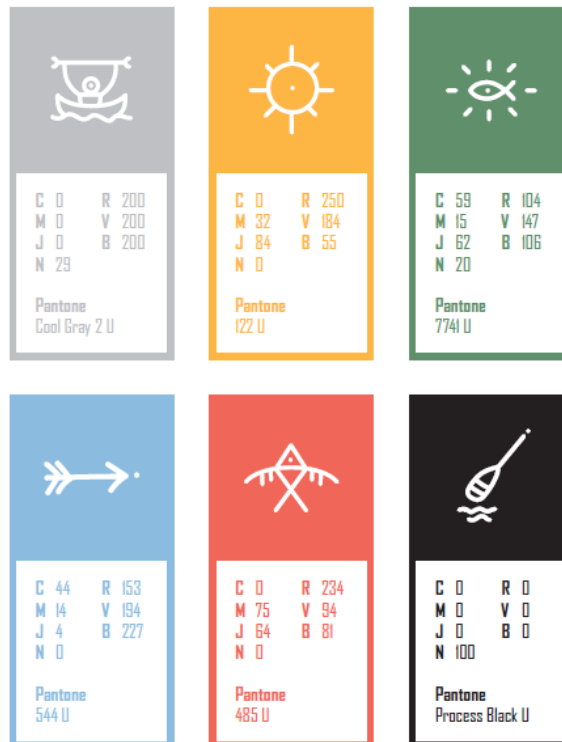 C 0 R 200
M 0 V 200
J 0 B 200
N 29
Pantone
Cool Gray 2 U
C 0 R 250
M 32 V 184
J 84 B 55
N 0
Pantone
122 U
C 59 R 104
M 15 V 147
J 62 B 106
N 20
Pantone
7741 U
C 44 R 153
M 14 V 194
J 4 B 227
N 0
Pantone
544 U
C 0 R 234
M 75 V 94
J 64 B 81
N 0
Pantone
485 U
C 0 R 0
M 0 V 0
J 0 B 0
N 100
Pantone
Process Black U